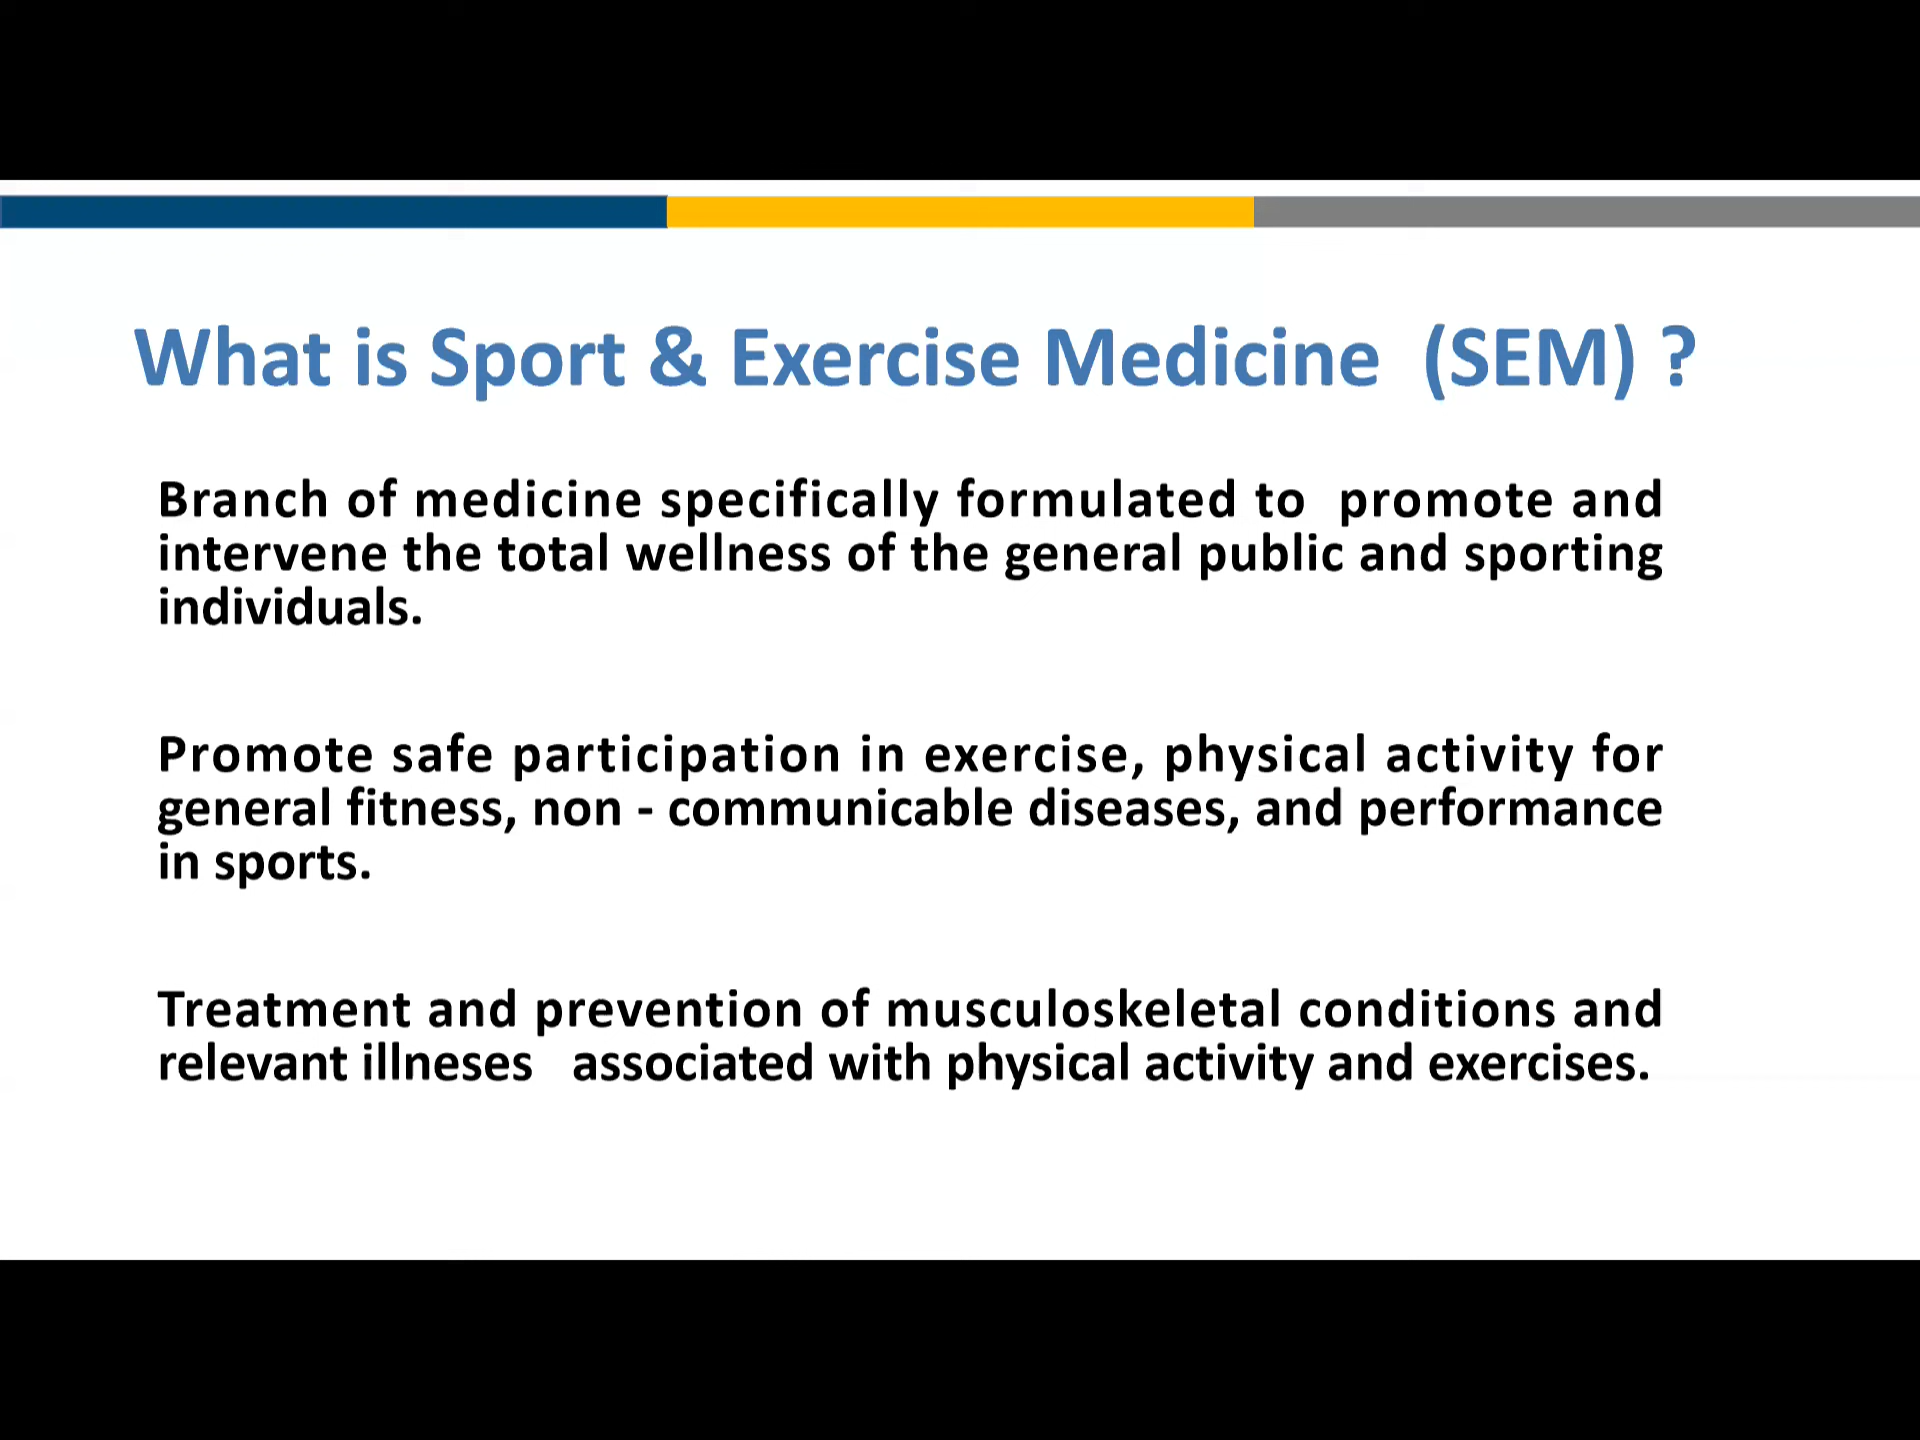 What is Sport & Exercise Medicine  (SEM) ?
Branch of medicine specifically formulated to  promote and
intervene the total wellness of the general public and sporting
individuals.
Promote safe participation in exercise, physical activity for
general fitness, non - communicable diseases, and performance
in sports.
Treatment and prevention of musculoskeletal conditions and
relevant illneses   associated with physical activity and exercises.